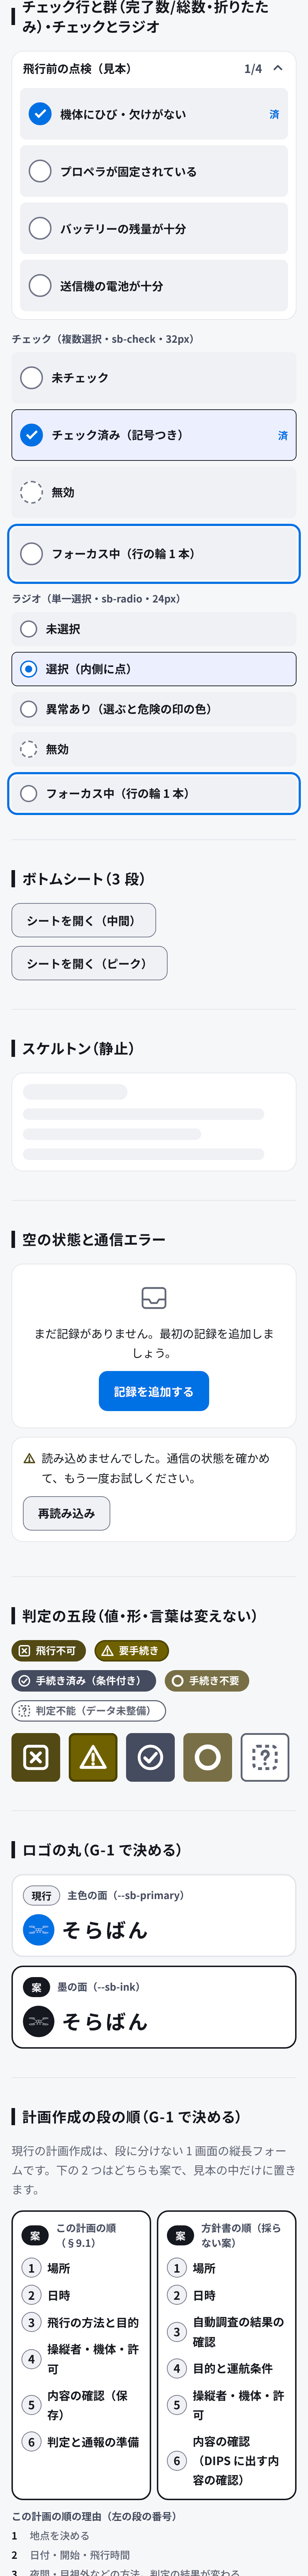 チェック行と群（完了数/総数・折りたた
み）・チェックとラジオ
飛行前の点検（見本） 1/4
機体にひび・欠けがない 済
プロペラが固定されている
バッテリーの残量が十分
送信機の電池が十分
チェック（複数選択・sb-check・32px）
未チェック
チェック済み（記号つき） 済
無効
フォーカス中（行の輪 1 本）
ラジオ（単一選択・sb-radio・24px）
未選択
選択（内側に点）
異常あり（選ぶと危険の印の色）
無効
フォーカス中（行の輪 1 本）
ボトムシート（3 段）
シートを開く（中間）
シートを開く（ピーク）
スケルトン（静止）
空の状態と通信エラー
まだ記録がありません。最初の記録を追加しま
しょう。
記録を追加する
読み込めませんでした。通信の状態を確かめ
て、もう一度お試しください。
再読み込み
判定の五段（値・形・言葉は変えない）
飛行不可 要手続き
手続き済み（条件付き） 手続き不要
判定不能（データ未整備）
ロゴの丸（G-1 で決める）
現行 主色の面（--sb-primary）
そらばん
案 墨の面（--sb-ink）
そらばん
計画作成の段の順（G-1 で決める）
現行の計画作成は、段に分けない 1 画面の縦長フォー
ムです。下の 2 つはどちらも案で、見本の中だけに置き
ます。
案 この計画の順
（§9.1）
1 場所
2 日時
3 飛行の方法と目的
4 操縦者・機体・許
可
5 内容の確認（保
存）
6 判定と通報の準備
案 方針書の順（採ら
ない案）
1 場所
2 日時
3 自動調査の結果の
確認
4 目的と運航条件
5 操縦者・機体・許
可
6 内容の確認
（DIPS に出す内
容の確認）
この計画の順の理由（左の段の番号）
1 地点を決める
2 日付・開始・飛行時間
3 夜間・目視外などの方法。判定の結果が変わる